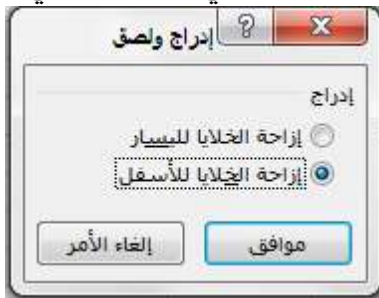 إدراج ولصق
إدراج
إزاحة الخلايا لليسار
إزاحة الخلايا للأسفل
موافق إلغاء الأمر